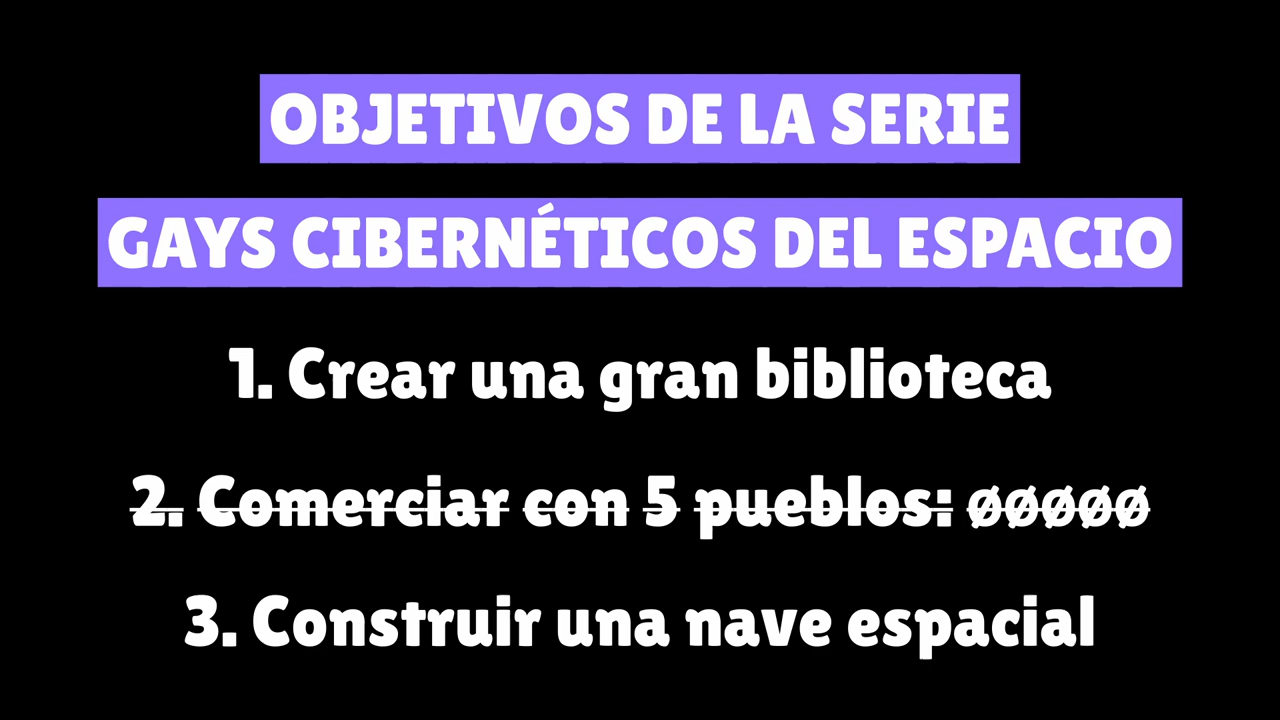 OBJETIVOS DE LA SERIE
GAYS CIBERNÉTICOS DEL ESPACIO
1. Crear una gran biblioteca
2. Comerciar con 5 pueblos: øøøøø
3. Construir una nave espacial